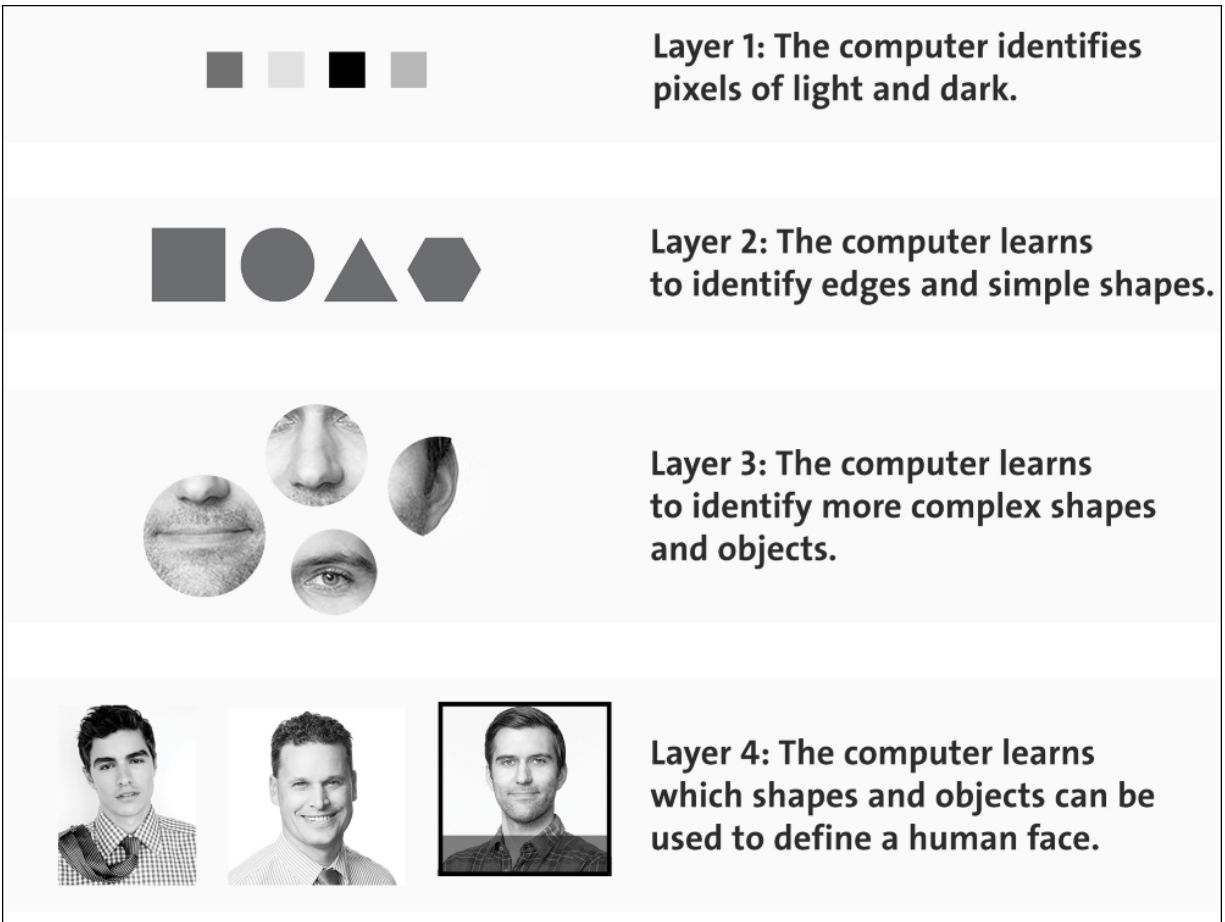 Layer 1: The computer identifies
pixels of light and dark.
Layer 2: The computer learns
to identify edges and simple shapes.
Layer 3: The computer learns
to identify more complex shapes
and objects.
Layer 4: The computer learns
which shapes and objects can be
used to define a human face.